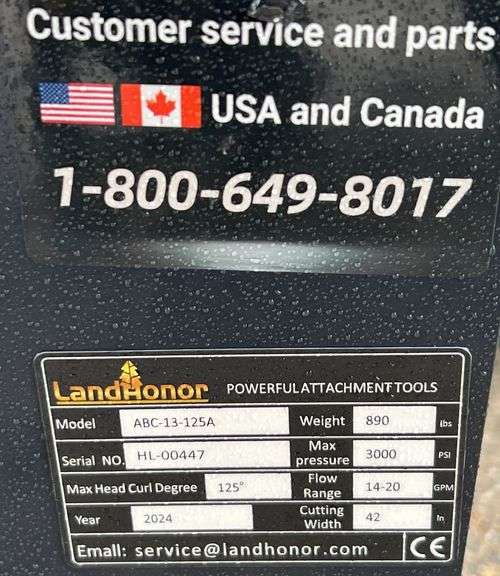 Customer service and parts
USA and Canada
1-800-649-8017
LandHonor POWERFUL ATTACHMENT TOOLS
Model ABC-13-125A Weight 890 lbs
Serial NO. HL-00447 Max pressure 3000 PSI
Max Head Curl Degree 125° Flow Range 14-20 GPM
Year 2024 Cutting Width 42 In
Email: service@landhonor.com CE